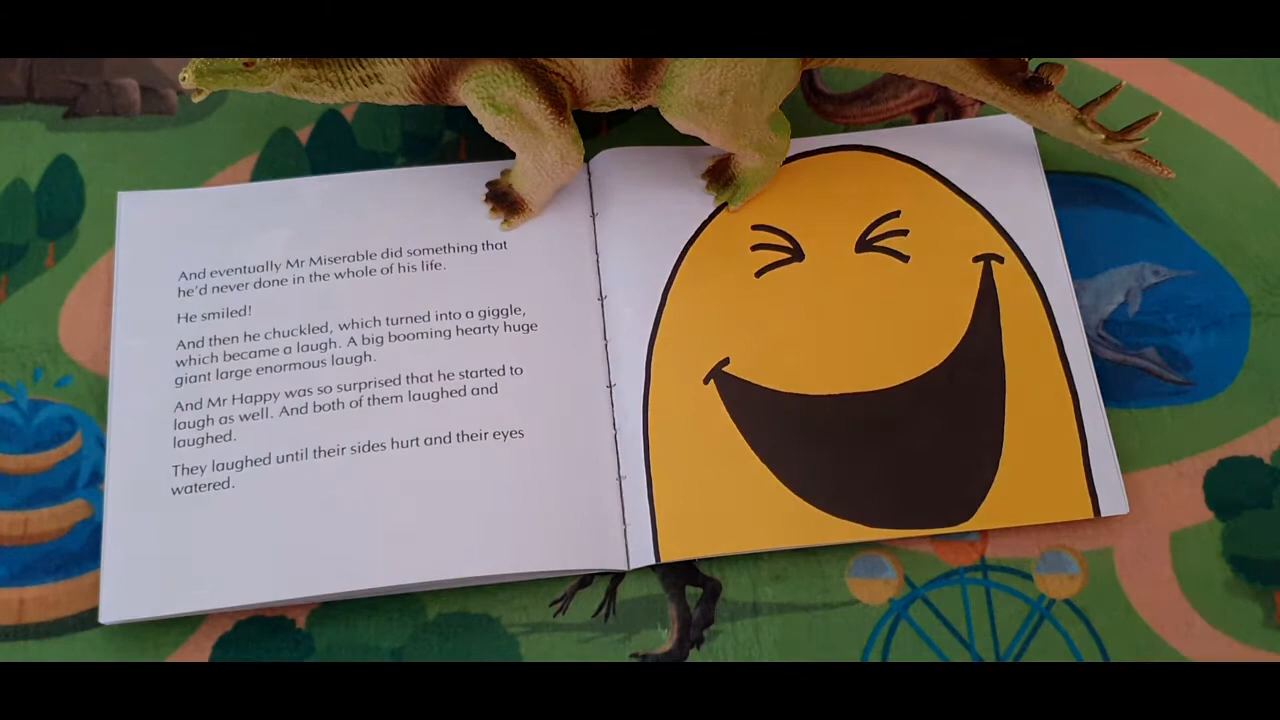 And eventually Mr Miserable did something that
he'd never done in the whole of his life.
He smiled!
And then he chuckled, which turned into a giggle,
which became a laugh. A big booming hearty huge
giant large enormous laugh.
And Mr Happy was so surprised that he started to
laugh as well. And both of them laughed and
laughed.
They laughed until their sides hurt and their eyes
watered.